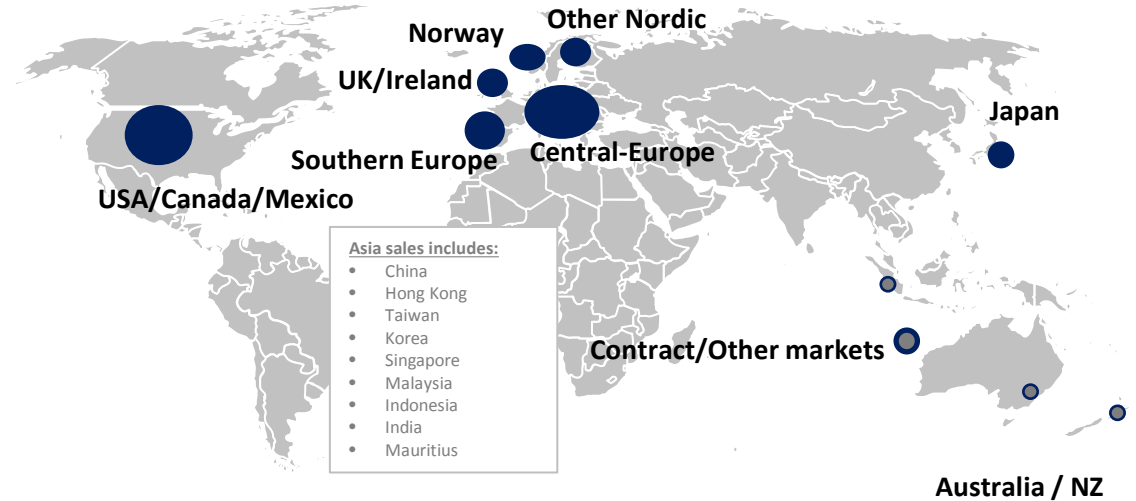 Other Nordic
Norway
UK/Ireland
Japan
Southern Europe
Central-Europe
USA/Canada/Mexico
Asia sales includes:
• China
• Hong Kong
• Taiwan
• Korea
• Singapore
• Malaysia
• Indonesia
• India
• Mauritius
Contract/Other markets
Australia / NZ